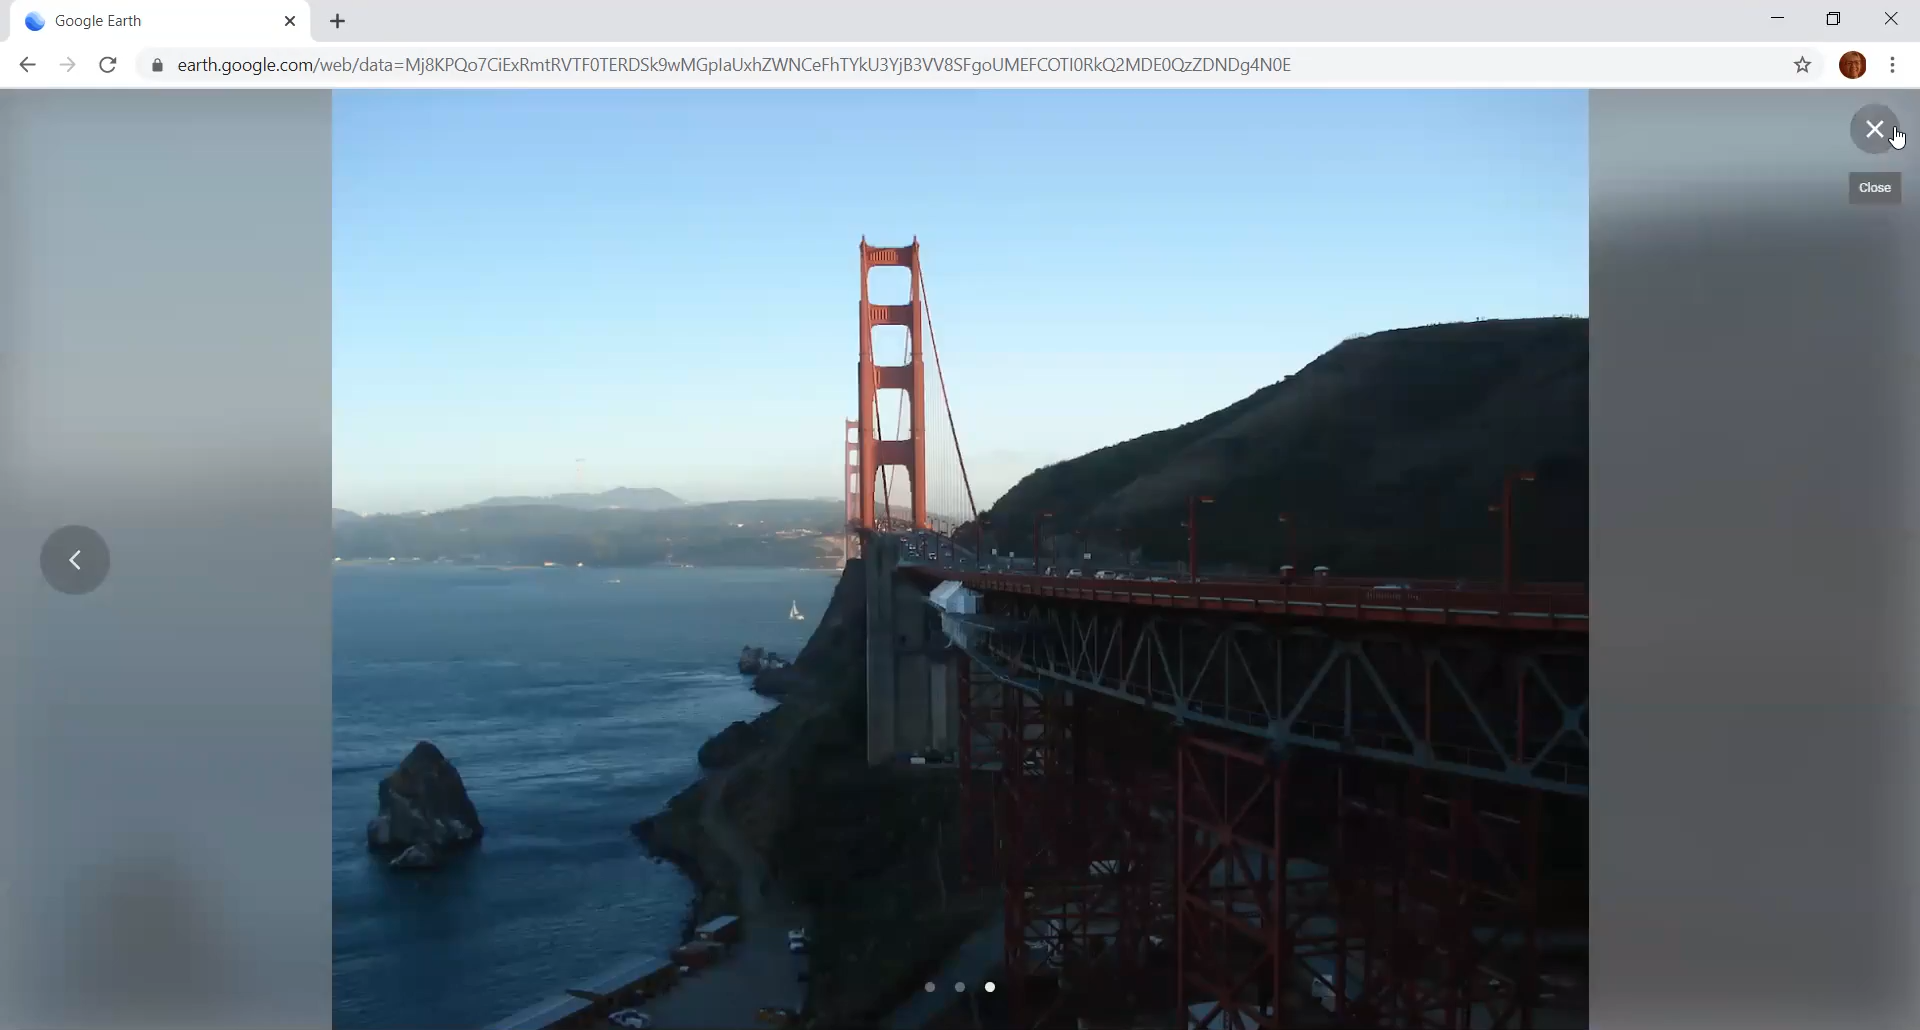 Google Earth
earth.google.com/web/data=Mj8KPQo7CiExRmtRVTF0TERDSk9wMGplaUxhZWNCeFhTYkU3YjB3VV8SFgoUMEFCOTI0RkQ2MDE0QzZDNDg4N0E
Close